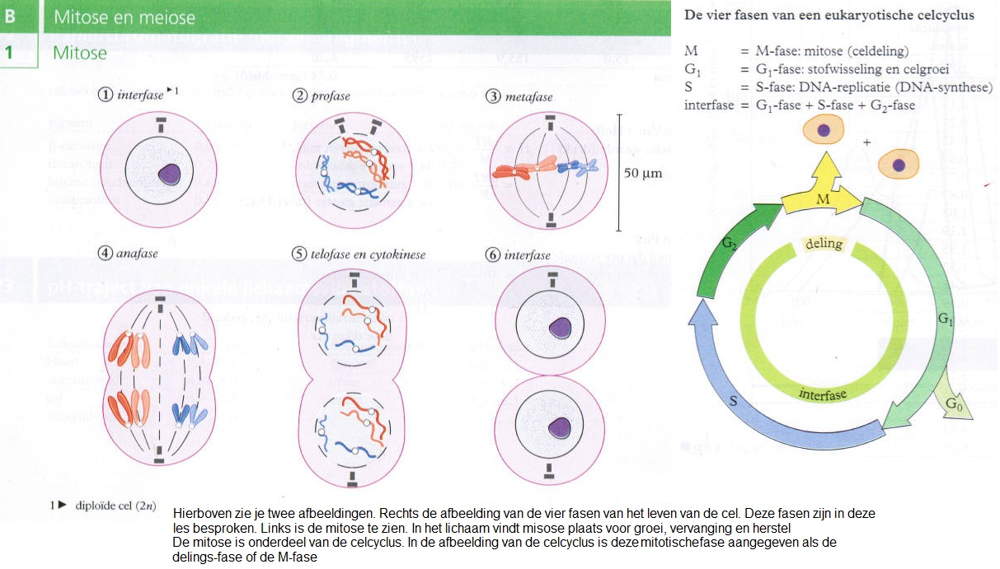 B Mitose en meiose
1 Mitose
① interfase ▸1
② profase
③ metafase
50 µm
④ anafase
⑤ telofase en cytokinese
⑥ interfase
1 ▶ diploïde cel (2n)
De vier fasen van een eukaryotische celcyclus
M = M-fase: mitose (celdeling)
G₁ = G₁-fase: stofwisseling en celgroei
S = S-fase: DNA-replicatie (DNA-synthese)
interfase = G₁-fase + S-fase + G₂-fase
+
M
G₂
deling
G₁
S
interfase
G₀
Hierboven zie je twee afbeeldingen. Rechts de afbeelding van de vier fasen van het leven van de cel. Deze fasen zijn in deze
les besproken. Links is de mitose te zien. In het lichaam vindt misose plaats voor groei, vervanging en herstel
De mitose is onderdeel van de celcyclus. In de afbeelding van de celcyclus is deze mitotische fase aangegeven als de
delings-fase of de M-fase